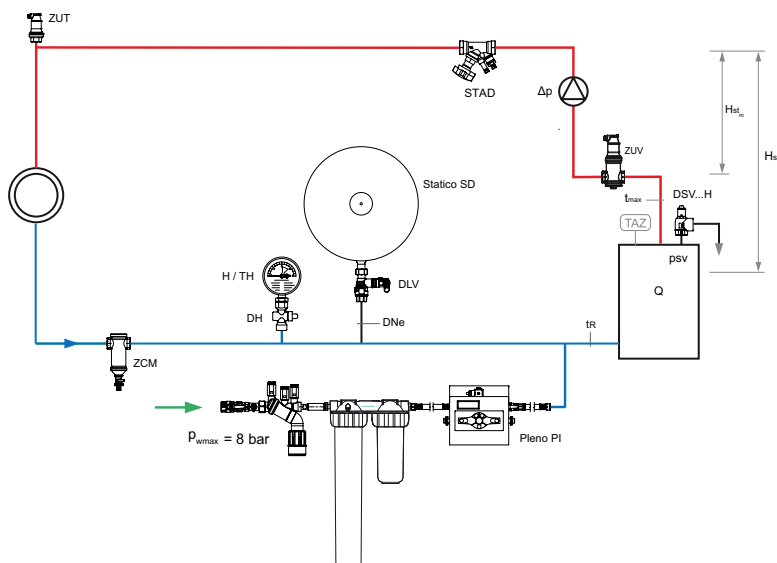 ZUT
STAD
Δp
Hst m
Hs
ZUV
Statico SD
tmax
DSV...H
TAZ
psv
H / TH
DLV
Q
DH
DNe
tR
ZCM
pwmax = 8 bar
Pleno PI